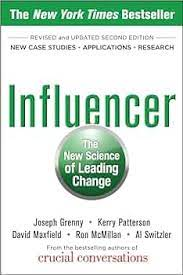 The New York Times Bestseller
REVISED and UPDATED SECOND EDITION
NEW CASE STUDIES • APPLICATIONS • RESEARCH
Influencer
The
New Science
of Leading
Change
Joseph Grenny • Kerry Patterson
David Maxfield • Ron McMillan • Al Switzler
From the bestselling authors of
crucial conversations